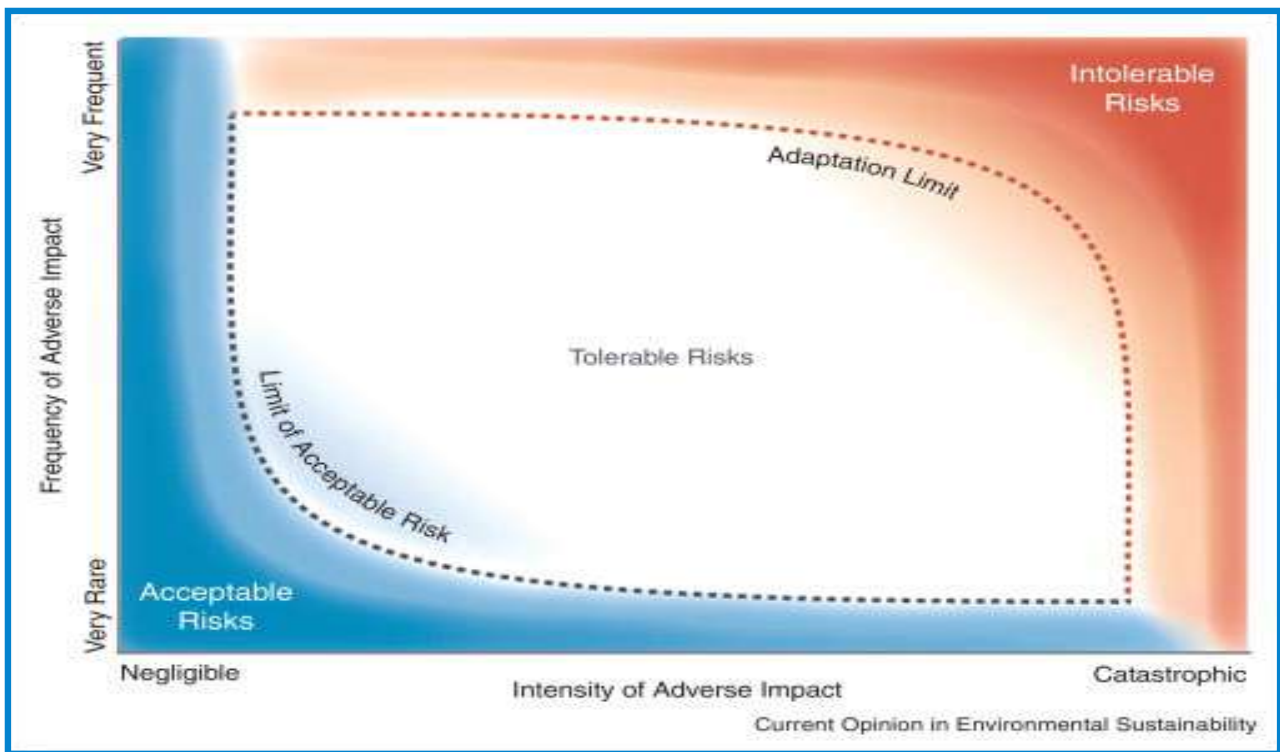 Very Frequent
Intolerable
Risks
Adaptation Limit
Frequency of Adverse Impact
Tolerable Risks
Limit of Acceptable Risk
Very Rare
Acceptable
Risks
Negligible
Catastrophic
Intensity of Adverse Impact
Current Opinion in Environmental Sustainability